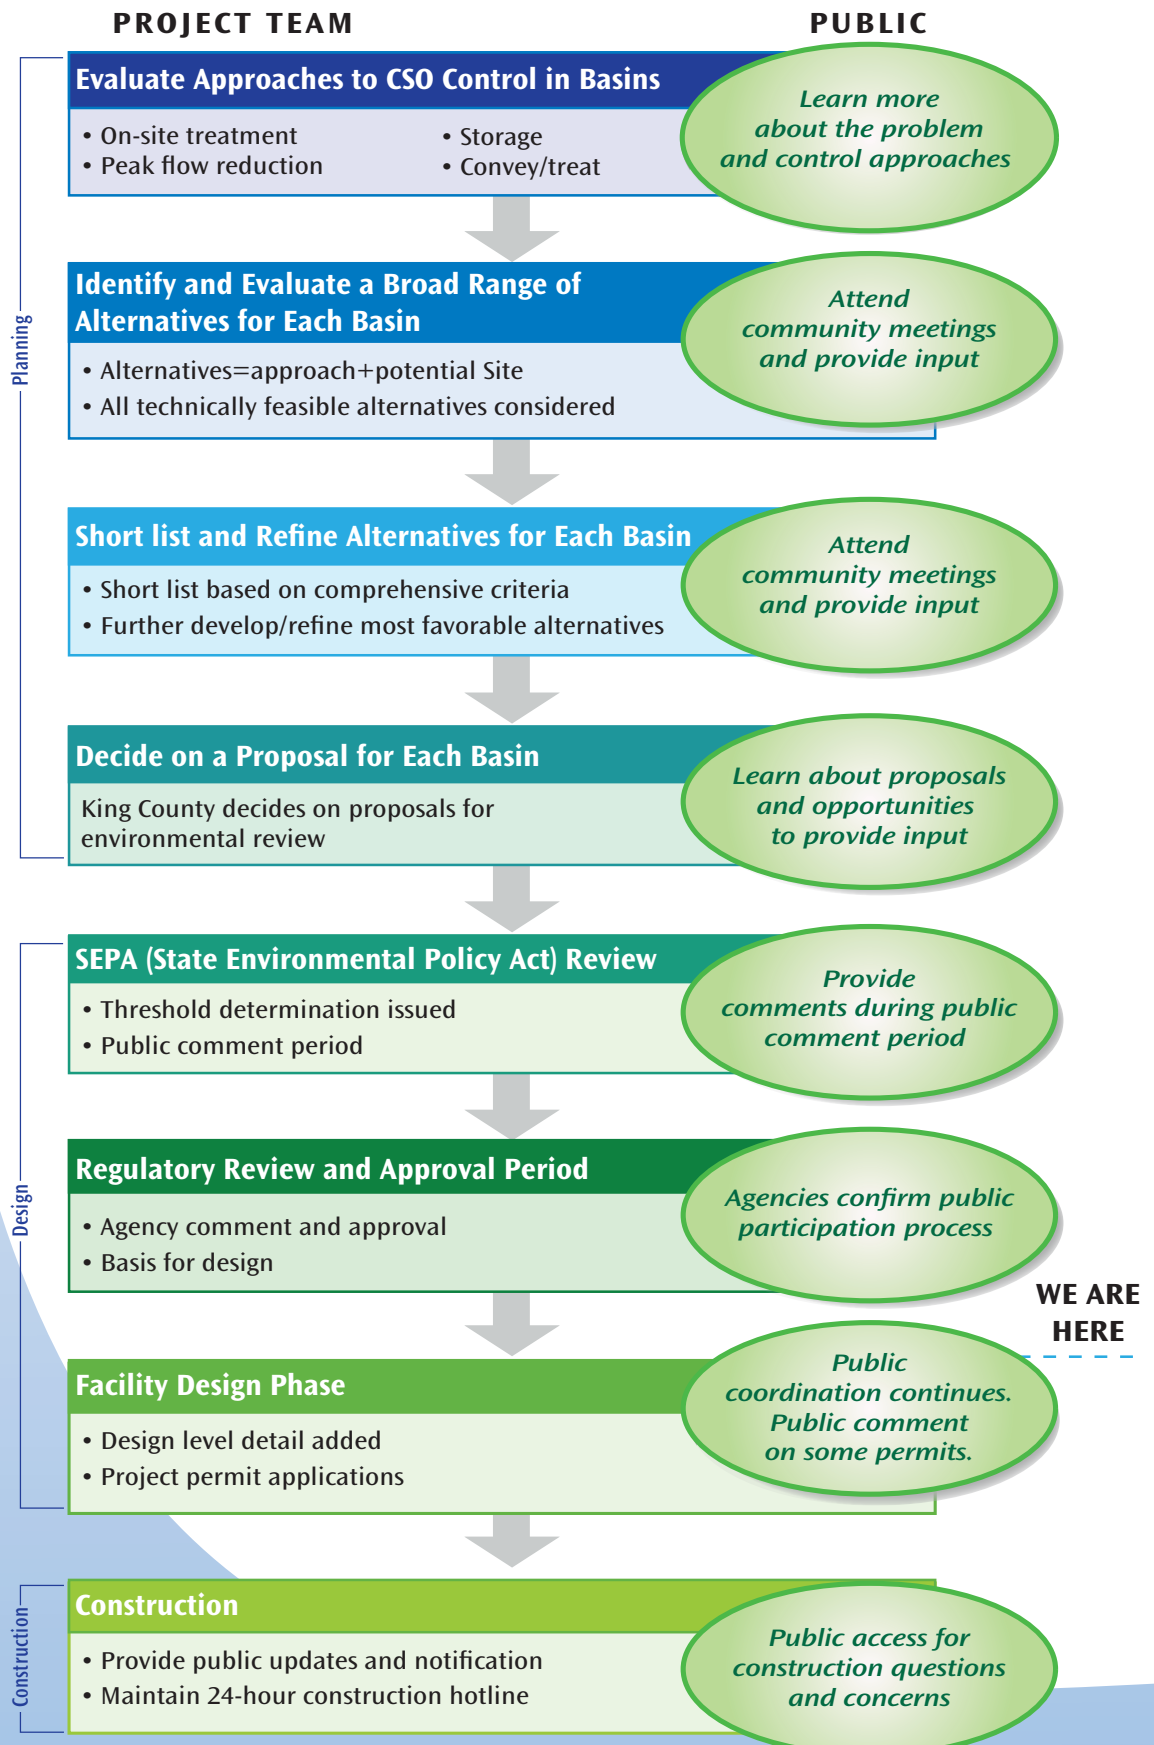 PROJECT TEAM
PUBLIC
Planning
Evaluate Approaches to CSO Control in Basins
• On-site treatment
• Peak flow reduction
• Storage
• Convey/treat
Learn more
about the problem
and control approaches
Identify and Evaluate a Broad Range of
Alternatives for Each Basin
• Alternatives=approach+potential Site
• All technically feasible alternatives considered
Attend
community meetings
and provide input
Short list and Refine Alternatives for Each Basin
• Short list based on comprehensive criteria
• Further develop/refine most favorable alternatives
Attend
community meetings
and provide input
Decide on a Proposal for Each Basin
King County decides on proposals for
environmental review
Learn about proposals
and opportunities
to provide input
Design
SEPA (State Environmental Policy Act) Review
• Threshold determination issued
• Public comment period
Provide
comments during public
comment period
Regulatory Review and Approval Period
• Agency comment and approval
• Basis for design
Agencies confirm public
participation process
WE ARE
HERE
Facility Design Phase
• Design level detail added
• Project permit applications
Public
coordination continues.
Public comment
on some permits.
Construction
Construction
• Provide public updates and notification
• Maintain 24-hour construction hotline
Public access for
construction questions
and concerns